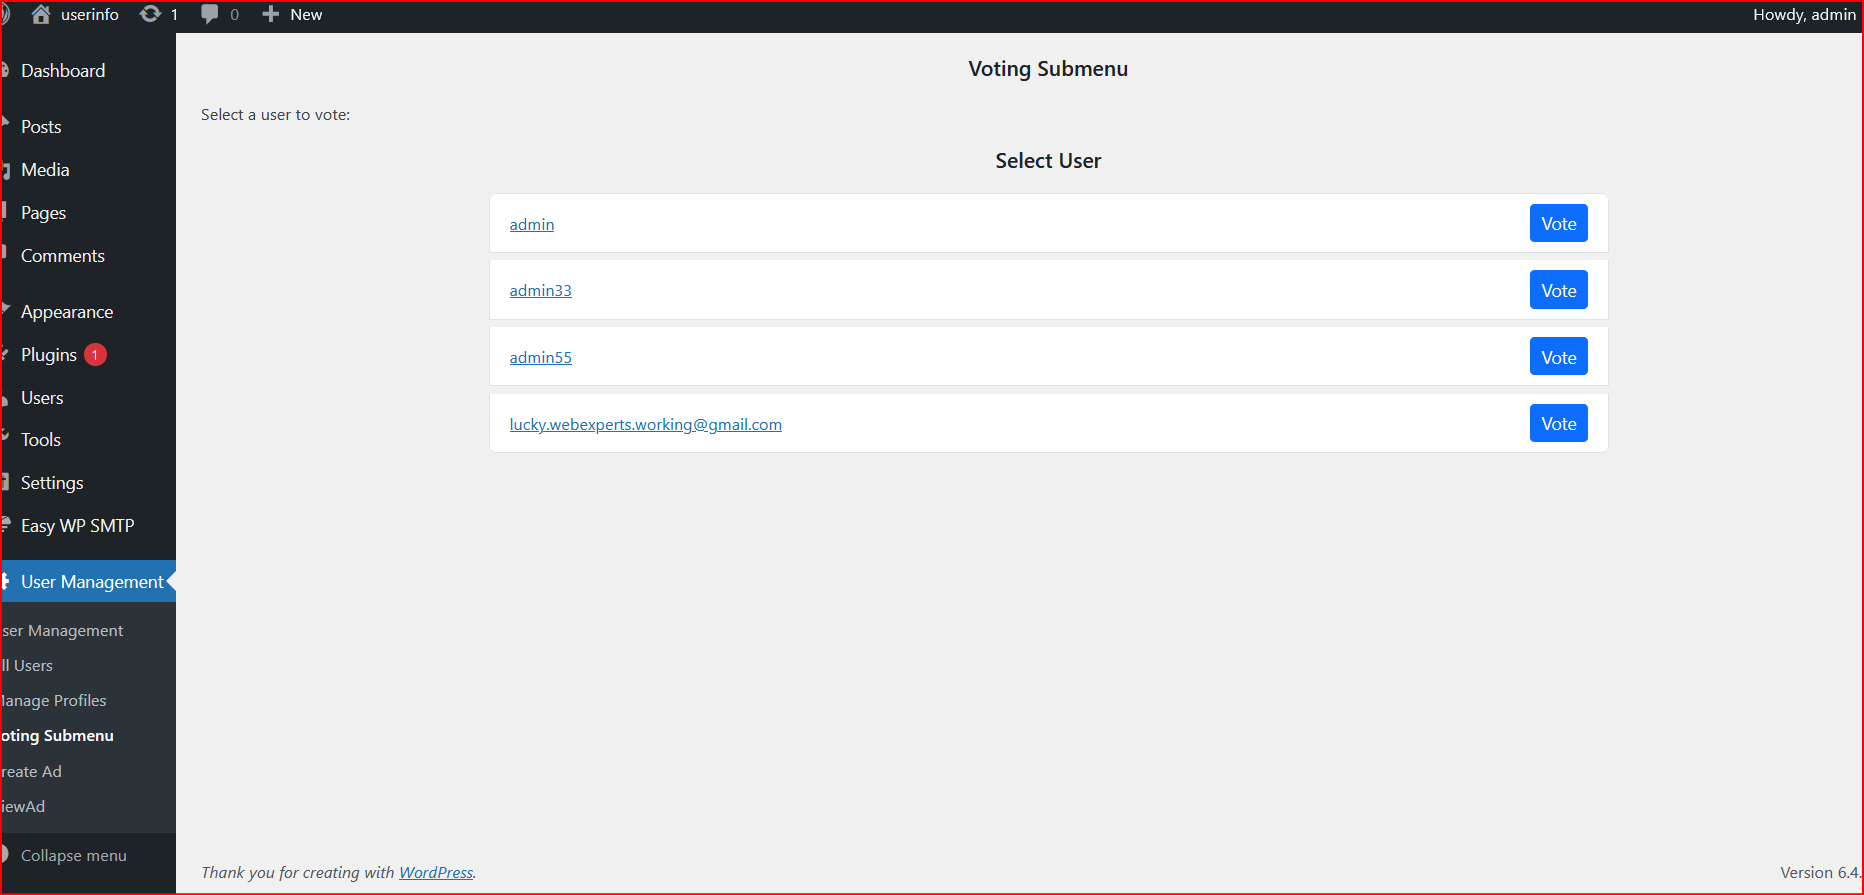 userinfo 1 0 New Howdy, admin
Dashboard
Posts
Media
Pages
Comments
Appearance
Plugins 1
Users
Tools
Settings
Easy WP SMTP
User Management
ser Management
ll Users
anage Profiles
oting Submenu
reate Ad
iewAd
Collapse menu
Voting Submenu
Select a user to vote:
Select User
admin Vote
admin33 Vote
admin55 Vote
lucky.webexperts.working@gmail.com Vote
Thank you for creating with WordPress. Version 6.4.